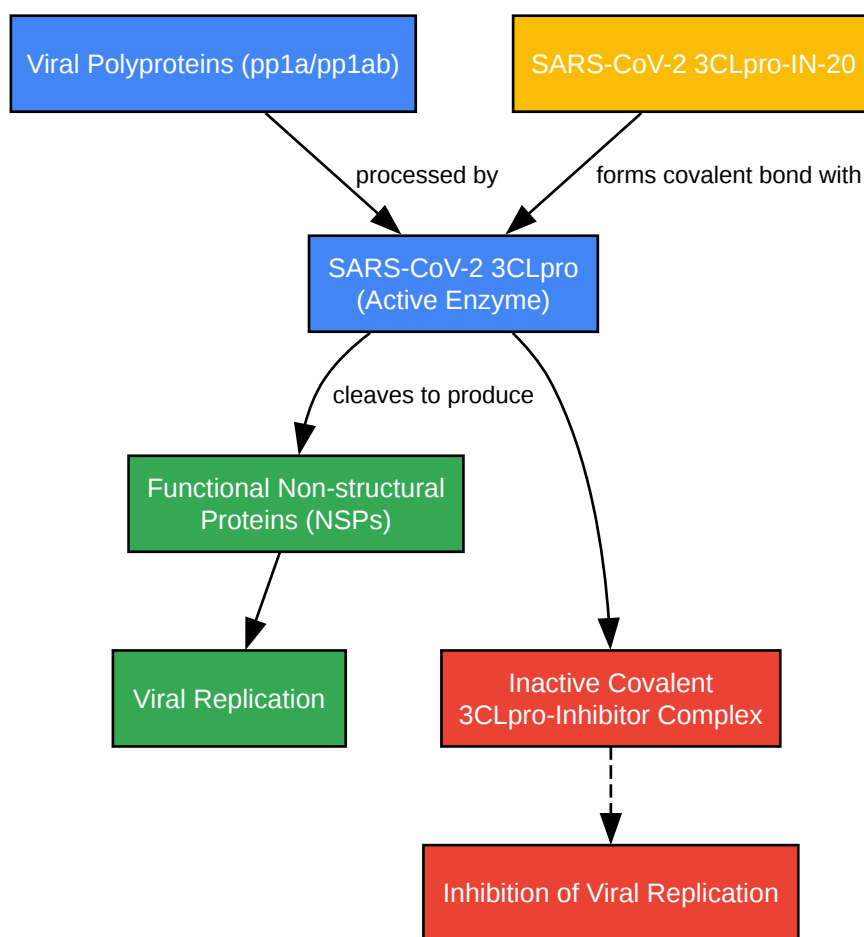 Viral Polyproteins (pp1a/pp1ab)
SARS-CoV-2 3CLpro-IN-20
processed by
forms covalent bond with
SARS-CoV-2 3CLpro
(Active Enzyme)
cleaves to produce
Functional Non-structural
Proteins (NSPs)
Viral Replication
Inactive Covalent
3CLpro-Inhibitor Complex
Inhibition of Viral Replication